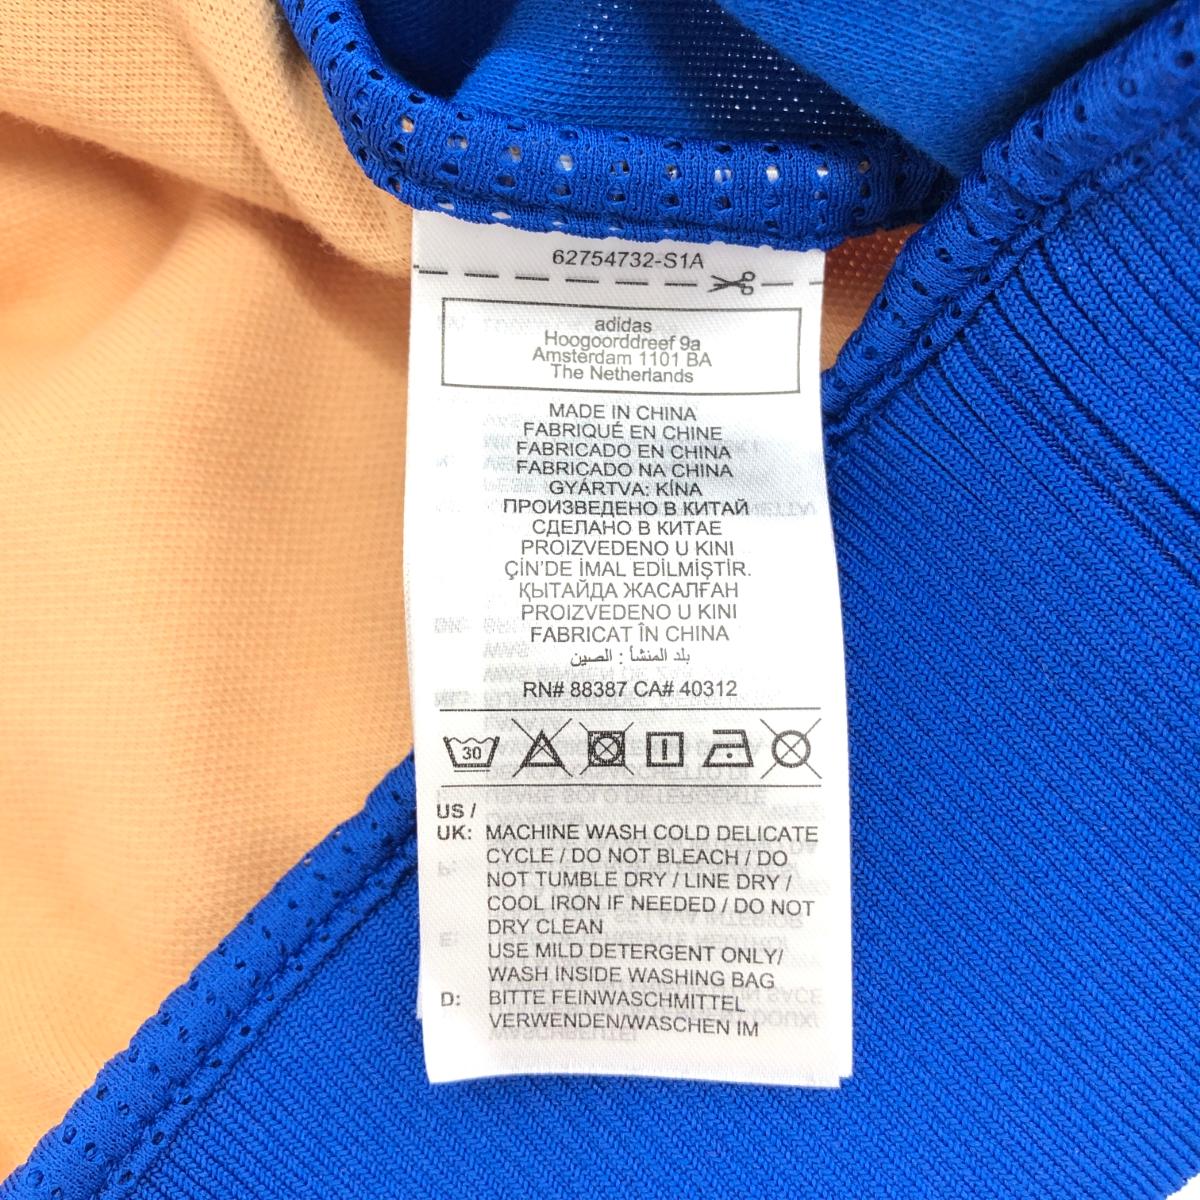 62754732-S1A
adidas
Hoogoorddreef 9a
Amsterdam 1101 BA
The Netherlands
MADE IN CHINA
FABRIQUÉ EN CHINE
FABRICADO EN CHINA
FABRICADO NA CHINA
GYÁRTVA: KÍNA
ПРОИЗВЕДЕНО В КИТАЙ
СДЕЛАНО В КИТАЕ
PROIZVEDENO U KINI
ÇİN'DE İMAL EDİLMİŞTİR.
ҚЫТАЙДА ЖАСАЛҒАН
PROIZVEDENO U KINI
FABRICAT ÎN CHINA
بلد المنشأ : الصين
RN# 88387 CA# 40312
30
US /
UK: MACHINE WASH COLD DELICATE
CYCLE / DO NOT BLEACH / DO
NOT TUMBLE DRY / LINE DRY /
COOL IRON IF NEEDED / DO NOT
DRY CLEAN
USE MILD DETERGENT ONLY/
WASH INSIDE WASHING BAG
D: BITTE FEINWASCHMITTEL
VERWENDEN/WASCHEN IM